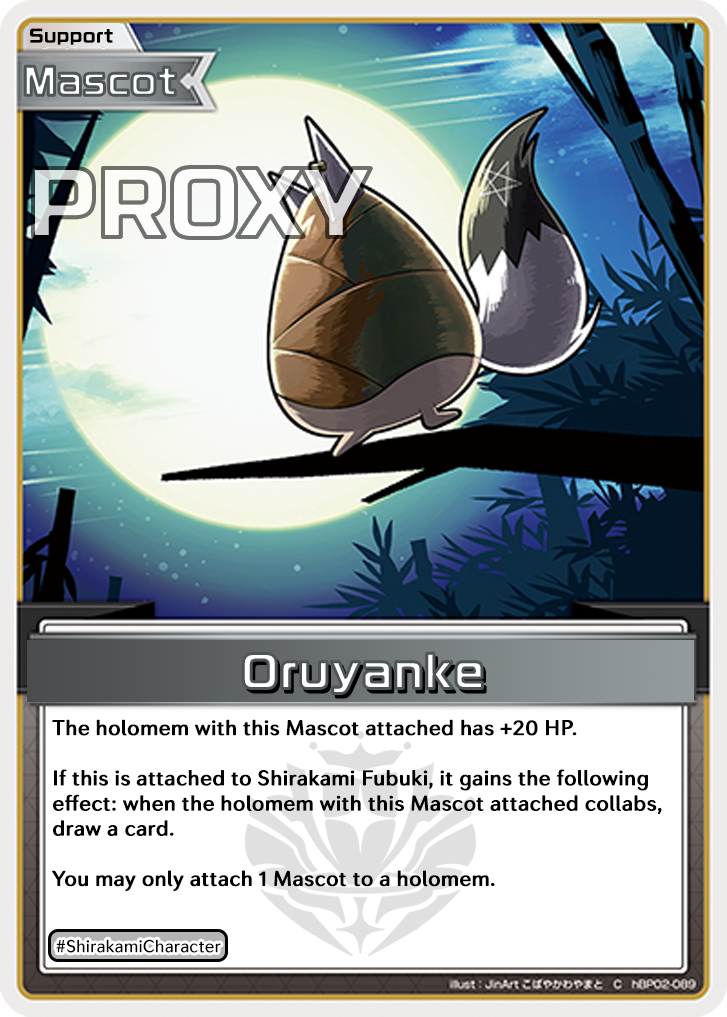 Support
Mascot
PROXY
Oruyanke
The holomem with this Mascot attached has +20 HP.
If this is attached to Shirakami Fubuki, it gains the following
effect: when the holomem with this Mascot attached collabs,
draw a card.
You may only attach 1 Mascot to a holomem.
#ShirakamiCharacter
illust : JinArt こばやかわやまと C hBP02-089